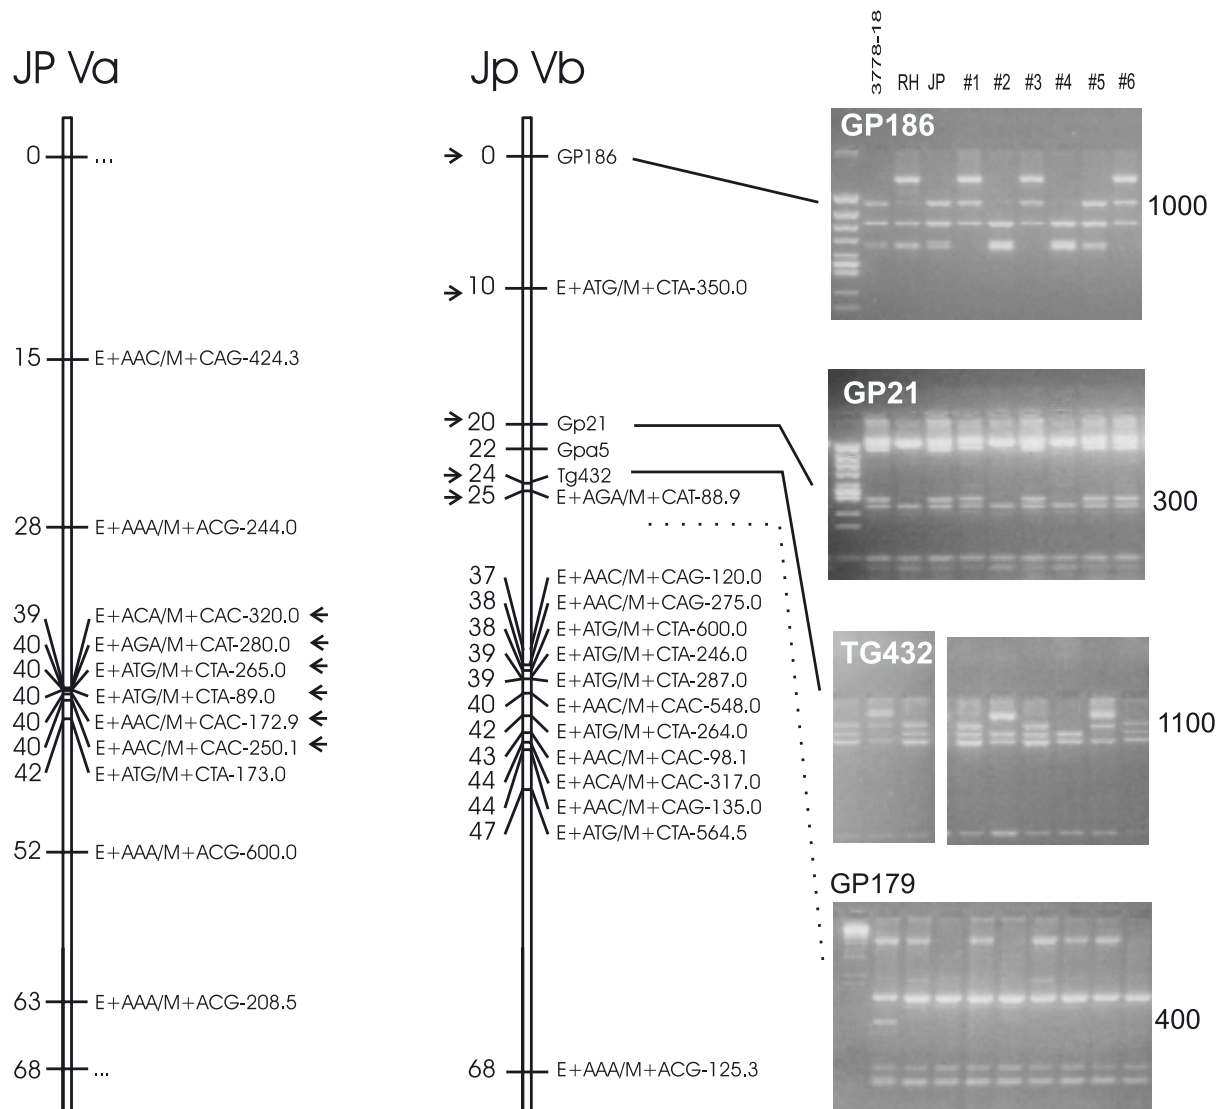 JP Va
0 ...
15 E+AAC/M+CAG-424.3
28 E+AAA/M+ACG-244.0
39 E+ACA/M+CAC-320.0
40 E+AGA/M+CAT-280.0
40 E+ATG/M+CTA-265.0
40 E+ATG/M+CTA-89.0
40 E+AAC/M+CAC-172.9
40 E+AAC/M+CAC-250.1
42 E+ATG/M+CTA-173.0
52 E+AAA/M+ACG-600.0
63 E+AAA/M+ACG-208.5
68 ...
Jp Vb
0 GP186
10 E+ATG/M+CTA-350.0
20 Gp21
22 Gpa5
24 Tg432
25 E+AGA/M+CAT-88.9
37 E+AAC/M+CAG-120.0
38 E+AAC/M+CAG-275.0
38 E+ATG/M+CTA-600.0
39 E+ATG/M+CTA-246.0
39 E+ATG/M+CTA-287.0
40 E+AAC/M+CAC-548.0
42 E+ATG/M+CTA-264.0
43 E+AAC/M+CAC-98.1
44 E+ACA/M+CAC-317.0
44 E+AAC/M+CAG-135.0
47 E+ATG/M+CTA-564.5
68 E+AAA/M+ACG-125.3
3778-18 RH JP #1 #2 #3 #4 #5 #6
GP186
1000
GP21
300
TG432
1100
GP179
400